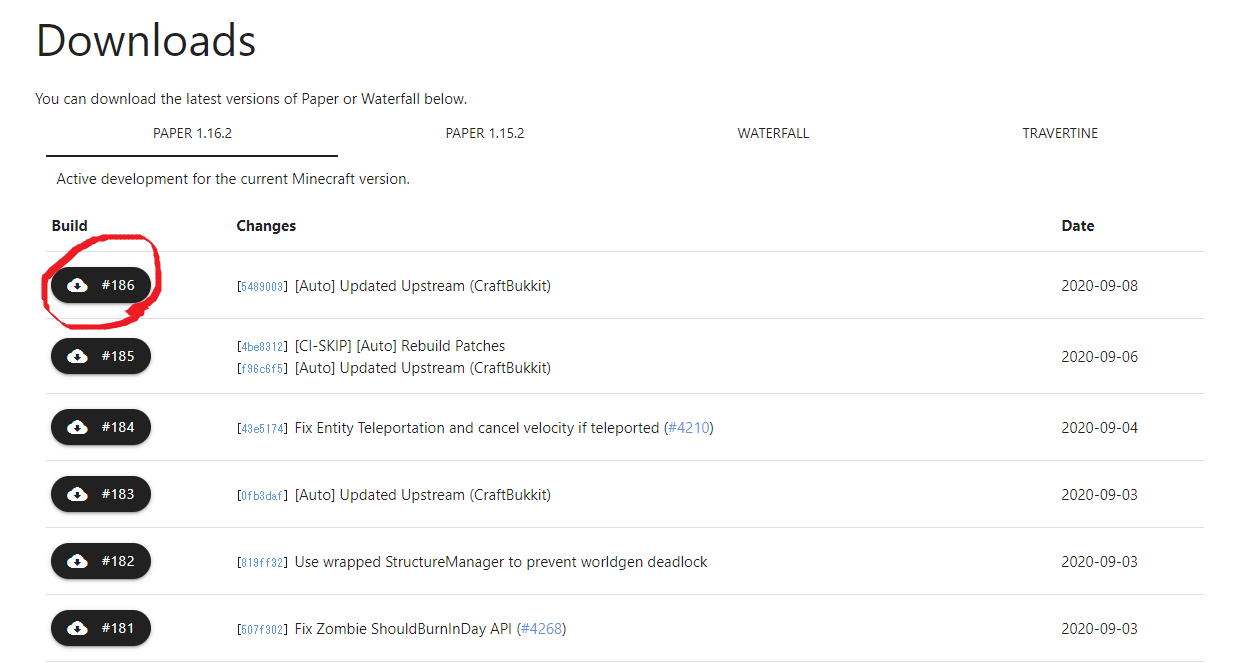 Downloads
You can download the latest versions of Paper or Waterfall below.
PAPER 1.16.2 PAPER 1.15.2 WATERFALL TRAVERTINE
Active development for the current Minecraft version.
Build Changes Date
#186 [5489003] [Auto] Updated Upstream (CraftBukkit) 2020-09-08
[4be8312] [CI-SKIP] [Auto] Rebuild Patches
#185 2020-09-06
[f96c6f5] [Auto] Updated Upstream (CraftBukkit)
#184 [43e5174] Fix Entity Teleportation and cancel velocity if teleported (#4210) 2020-09-04
#183 [0fb3daf] [Auto] Updated Upstream (CraftBukkit) 2020-09-03
#182 [819ff32] Use wrapped StructureManager to prevent worldgen deadlock 2020-09-03
#181 [507f302] Fix Zombie ShouldBurnInDay API (#4268) 2020-09-03